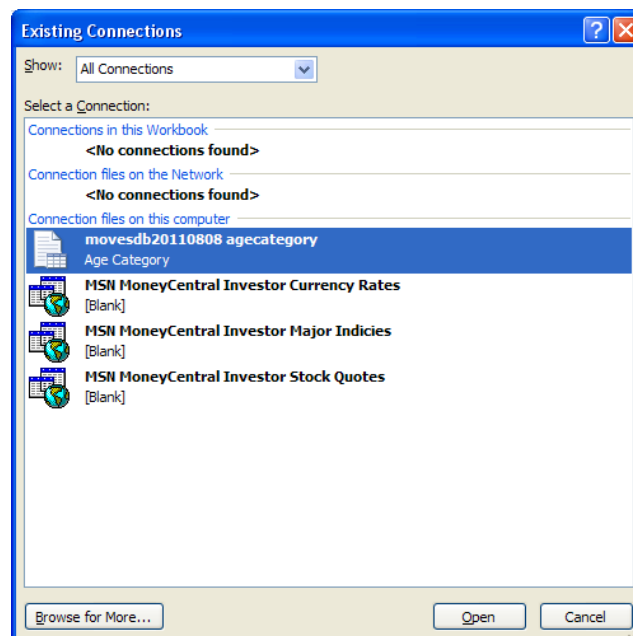 Existing Connections
Show: All Connections
Select a Connection:
Connections in this Workbook
<No connections found>
Connection files on the Network
<No connections found>
Connection files on this computer
movesdb20110808 agecategory
Age Category
MSN MoneyCentral Investor Currency Rates
[Blank]
MSN MoneyCentral Investor Major Indicies
[Blank]
MSN MoneyCentral Investor Stock Quotes
[Blank]
Browse for More... Open Cancel